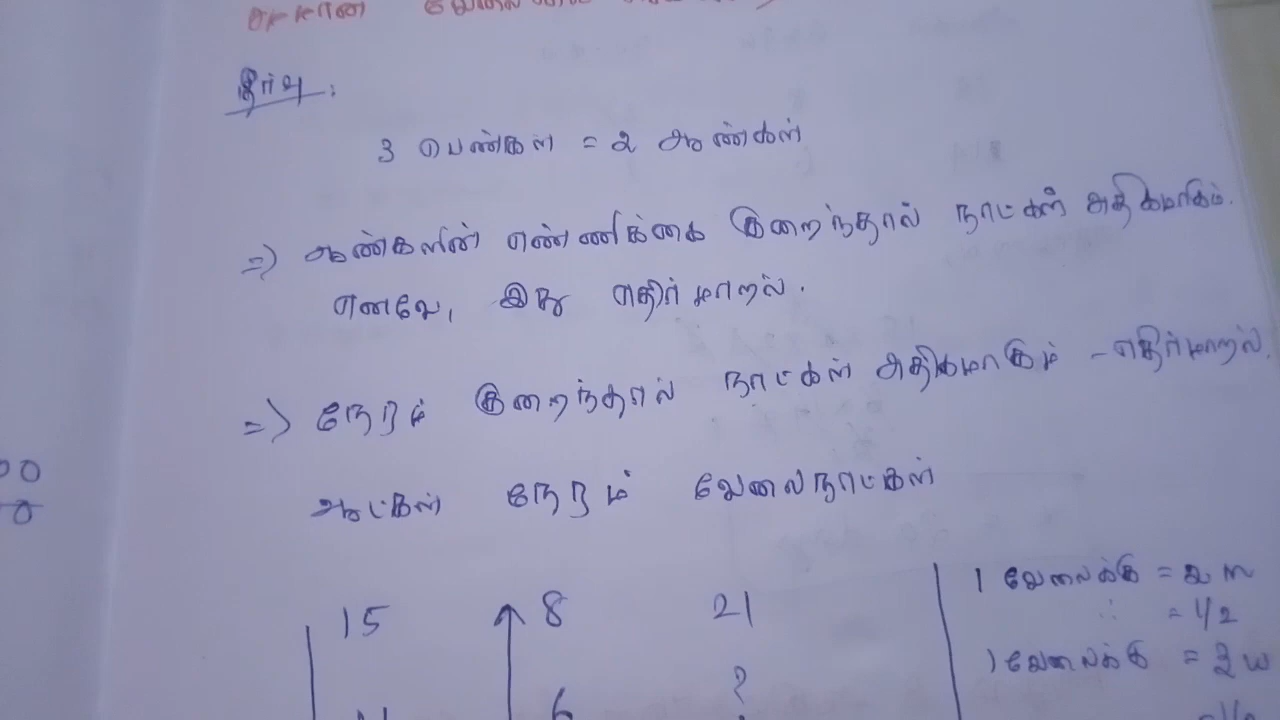 தீர்வு :
3 பெண்கள் = 2 ஆண்கள்
=> ஆண்களின் எண்ணிக்கை குறைந்தால் நாட்கள் அதிகமாகும்.
எனவே, இது எதிர்மாறல்.
=> நேரம் குறைந்தால் நாட்கள் அதிகமாகும் - எதிர்மாறல்.
ஆட்கள் நேரம் வேலைநாட்கள்
15 8 21
6 ?
1 வேலைக்கு = 2 m
∴ = 1/2
1 வேலைக்கு = 3 w